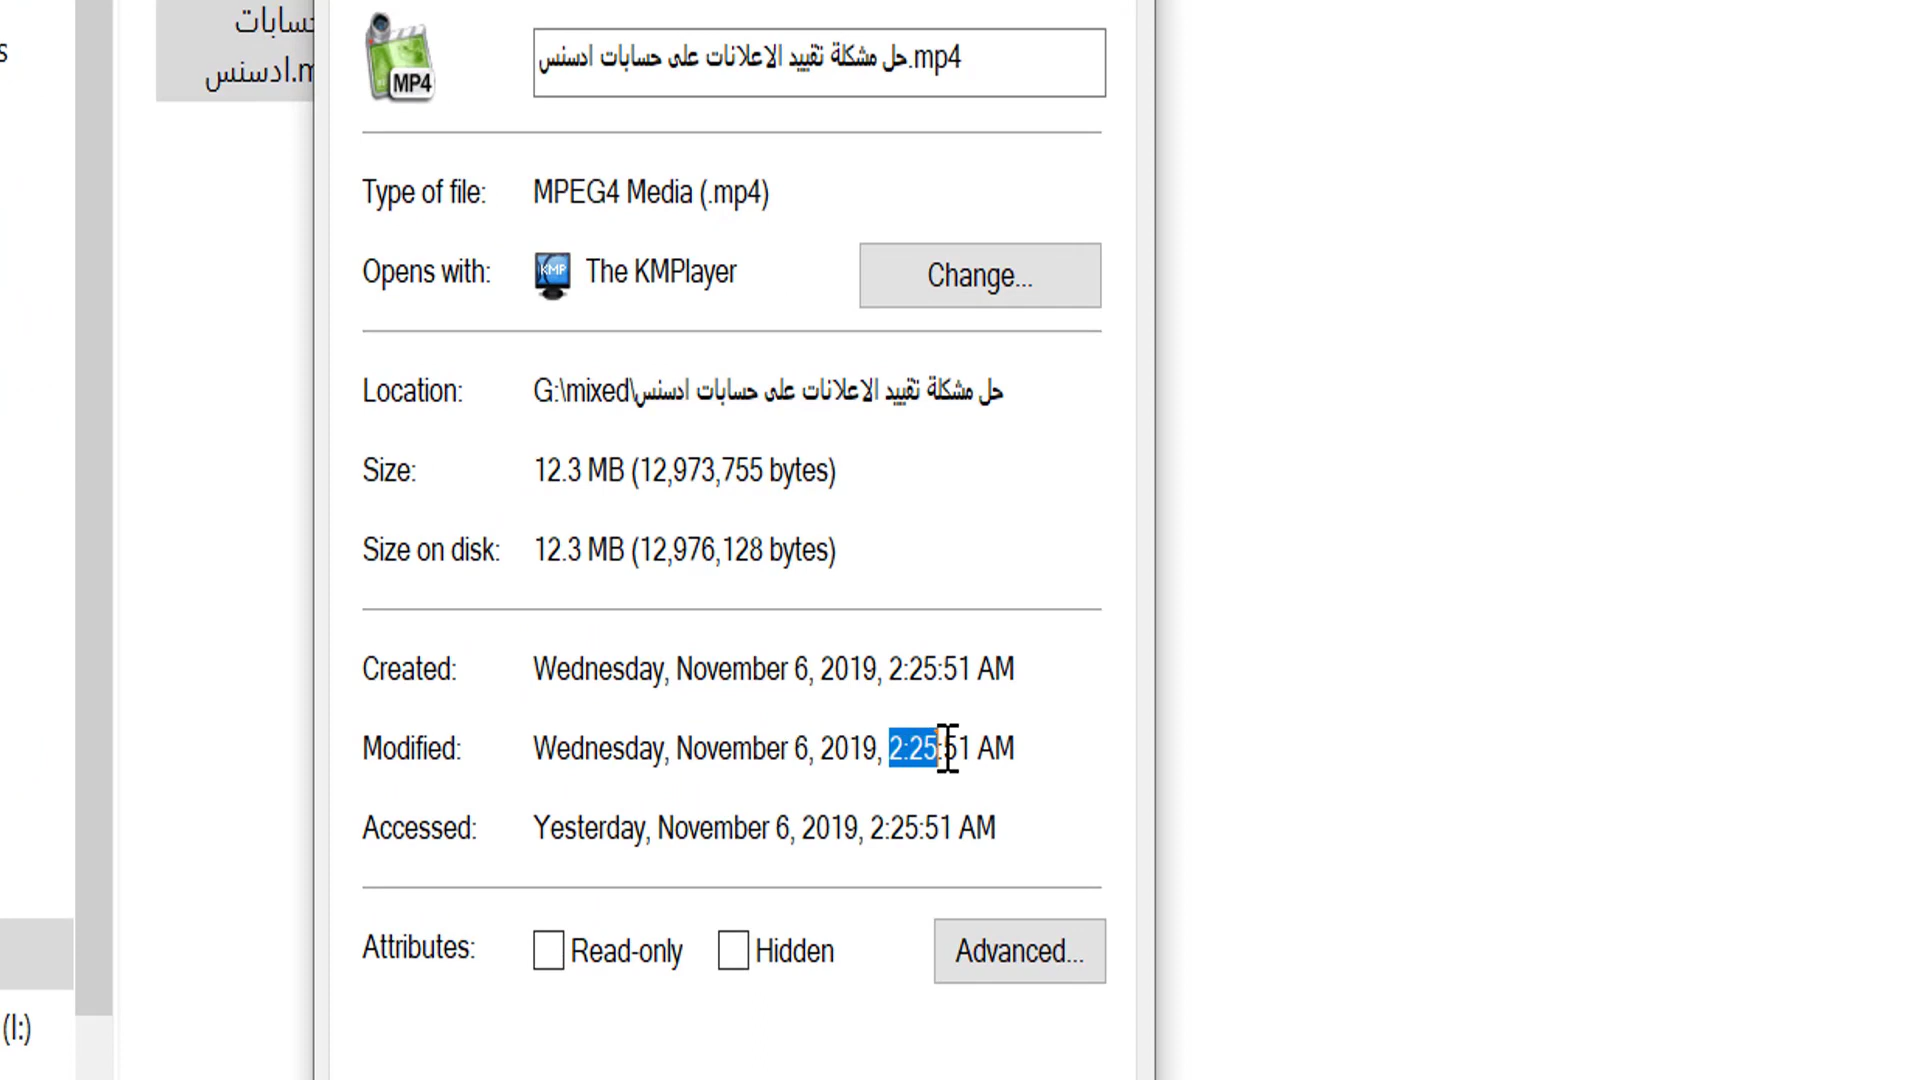 s
حسابات
ادسنس.m
MP4
حل مشكلة تقييد الاعلانات على حسابات ادسنس.mp4
Type of file: MPEG4 Media (.mp4)
Opens with: KMP The KMPlayer Change...
Location: G:\mixed\حل مشكلة تقييد الاعلانات على حسابات ادسنس
Size: 12.3 MB (12,973,755 bytes)
Size on disk: 12.3 MB (12,976,128 bytes)
Created: Wednesday, November 6, 2019, 2:25:51 AM
Modified: Wednesday, November 6, 2019, 2:25:51 AM
Accessed: Yesterday, November 6, 2019, 2:25:51 AM
Attributes: Read-only Hidden Advanced...
(I:)